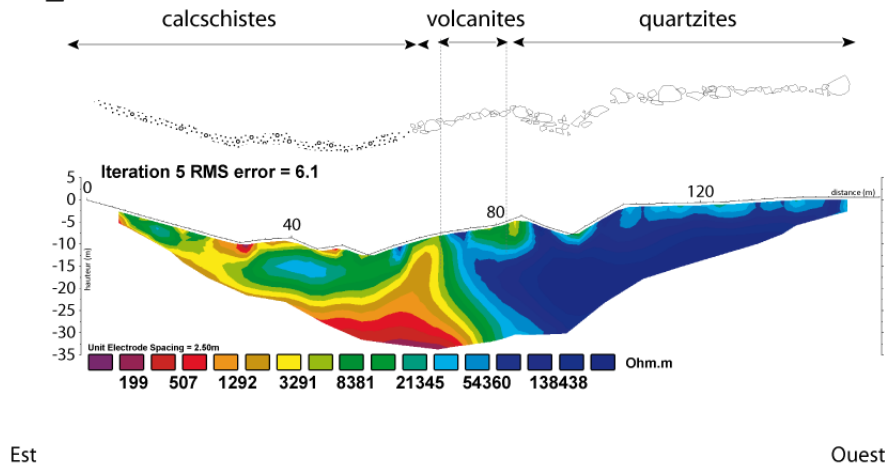 calcschistes volcanites quartzites
Iteration 5 RMS error = 6.1
5
0
-5
-10
-15
-20
-25
-30
-35
hauteur (m)
0 40 80 120
distance (m)
Unit Electrode Spacing = 2.50m
199 507 1292 3291 8381 21345 54360 138438
Ohm.m
Est Ouest